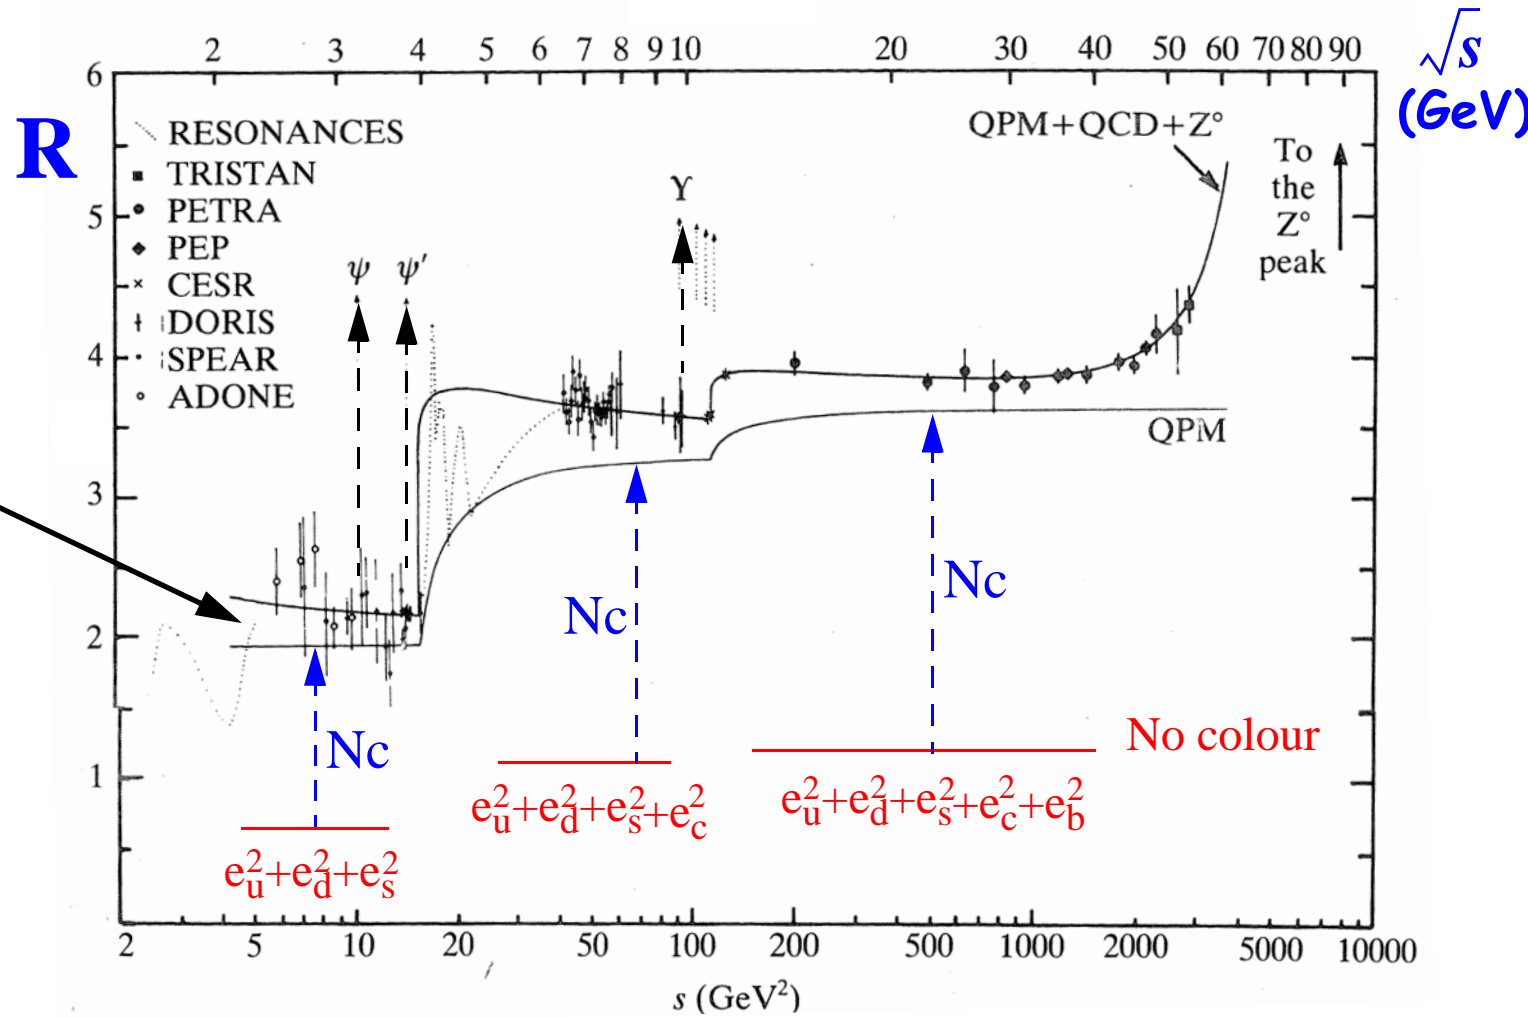 2 3 4 5 6 7 8 9 10 20 30 40 50 60 70 80 90
√s
(GeV)
R
6
5
4
3
2
1
RESONANCES
TRISTAN
PETRA
PEP
CESR
DORIS
SPEAR
ADONE
QPM+QCD+Z°
To
the
Z°
peak
ψ ψ′
ϒ
QPM
Nc
Nc
Nc
No colour
e²u+e²d+e²s
e²u+e²d+e²s+e²c
e²u+e²d+e²s+e²c+e²b
2 5 10 20 50 100 200 500 1000 2000 5000 10000
s (GeV²)